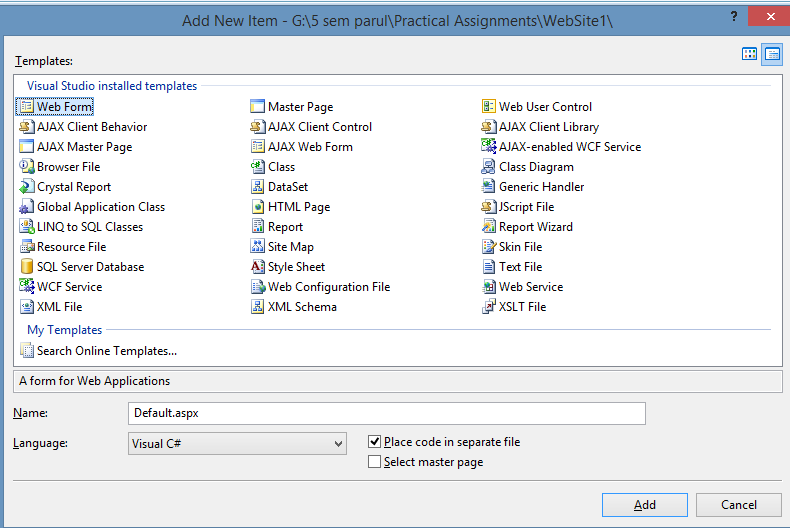 Add New Item - G:\5 sem parul\Practical Assignments\WebSite1\
?
Templates:
Visual Studio installed templates
Web Form Master Page Web User Control
AJAX Client Behavior AJAX Client Control AJAX Client Library
AJAX Master Page AJAX Web Form AJAX-enabled WCF Service
Browser File Class Class Diagram
Crystal Report DataSet Generic Handler
Global Application Class HTML Page JScript File
LINQ to SQL Classes Report Report Wizard
Resource File Site Map Skin File
SQL Server Database Style Sheet Text File
WCF Service Web Configuration File Web Service
XML File XML Schema XSLT File
My Templates
Search Online Templates...
A form for Web Applications
Name: Default.aspx
Language: Visual C# Place code in separate file
Select master page
Add Cancel